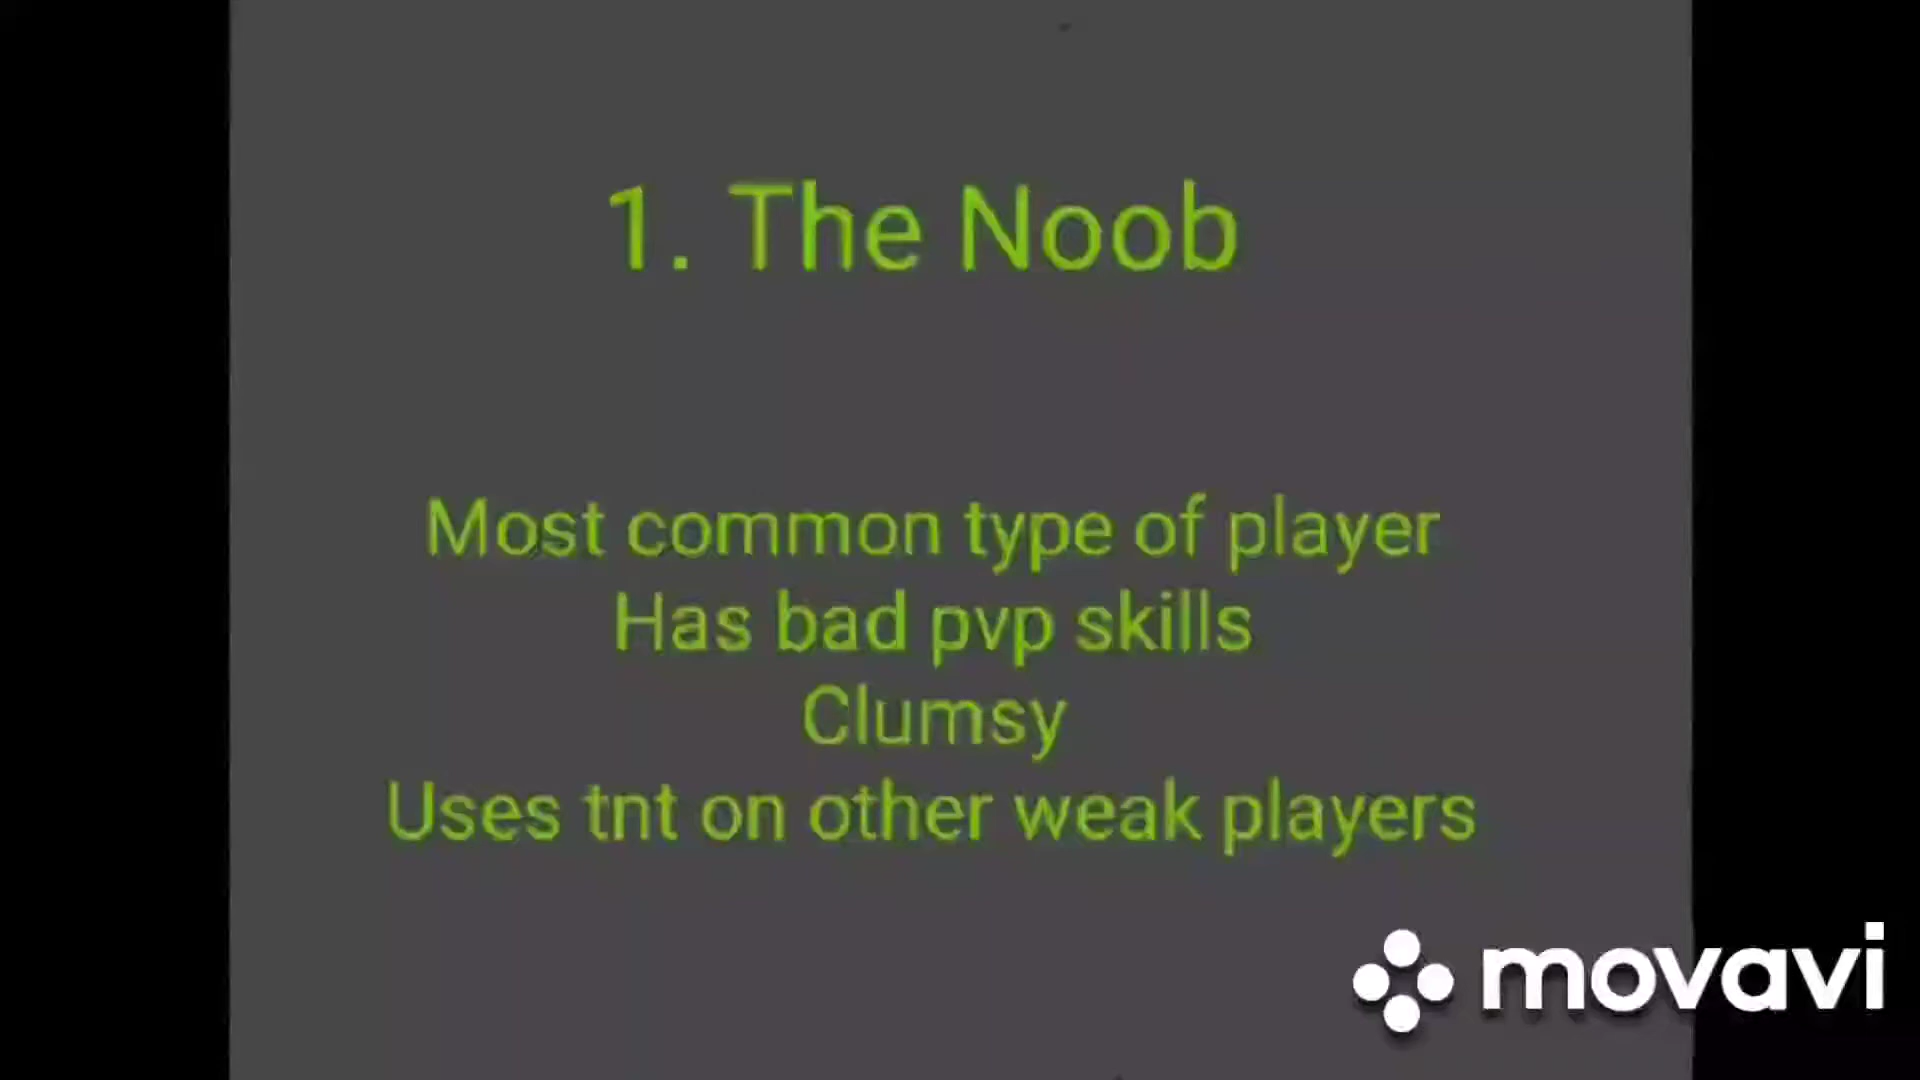 1. The Noob
Most common type of player
Has bad pvp skills
Clumsy
Uses tnt on other weak players
movavi